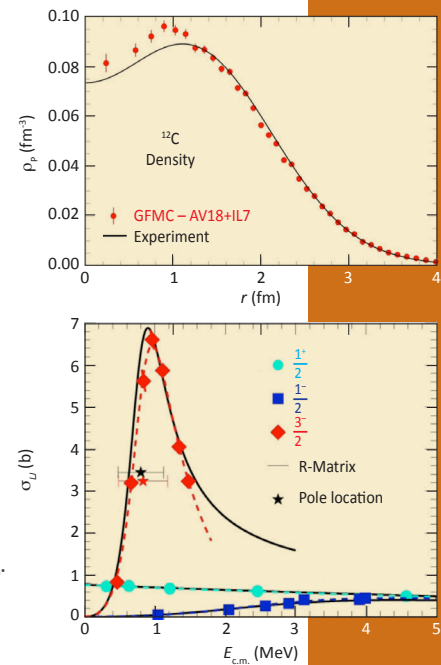 0.10
0.08
0.06
0.04
0.02
0.00
ρP (fm-3)
12C
Density
GFMC – AV18+IL7
Experiment
0 1 2 3 4
r (fm)
7
6
5
4
3
2
1
0
σLJ (b)
1+
2
1−
2
3−
2
R-Matrix
Pole location
0 1 2 3 4 5
Ec.m. (MeV)